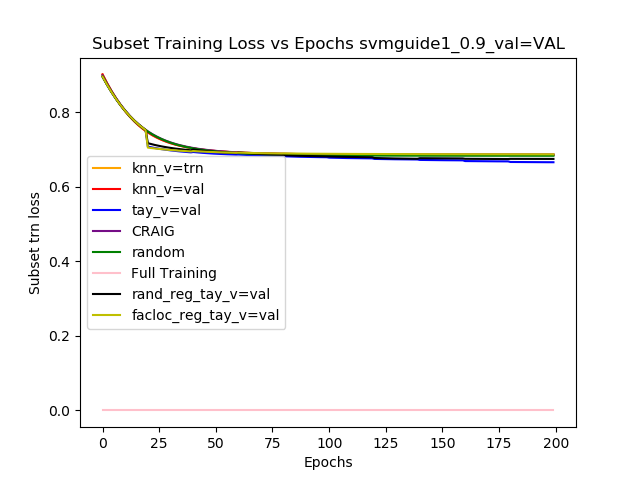 Subset Training Loss vs Epochs svmguide1_0.9_val=VAL
Subset trn loss
0.8
0.6
0.4
0.2
0.0
knn_v=trn
knn_v=val
tay_v=val
CRAIG
random
Full Training
rand_reg_tay_v=val
facloc_reg_tay_v=val
0 25 50 75 100 125 150 175 200
Epochs